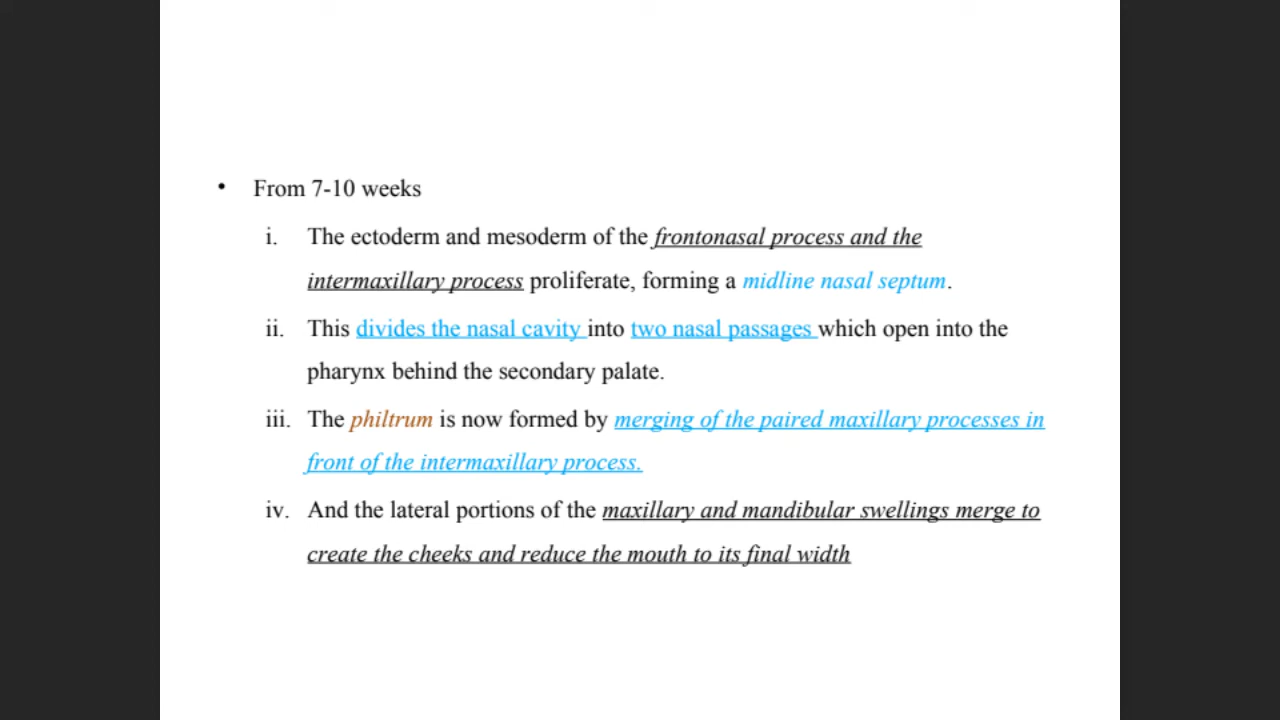 • From 7-10 weeks
i. The ectoderm and mesoderm of the frontonasal process and the
intermaxillary process proliferate, forming a midline nasal septum.
ii. This divides the nasal cavity into two nasal passages which open into the
pharynx behind the secondary palate.
iii. The philtrum is now formed by merging of the paired maxillary processes in
front of the intermaxillary process.
iv. And the lateral portions of the maxillary and mandibular swellings merge to
create the cheeks and reduce the mouth to its final width